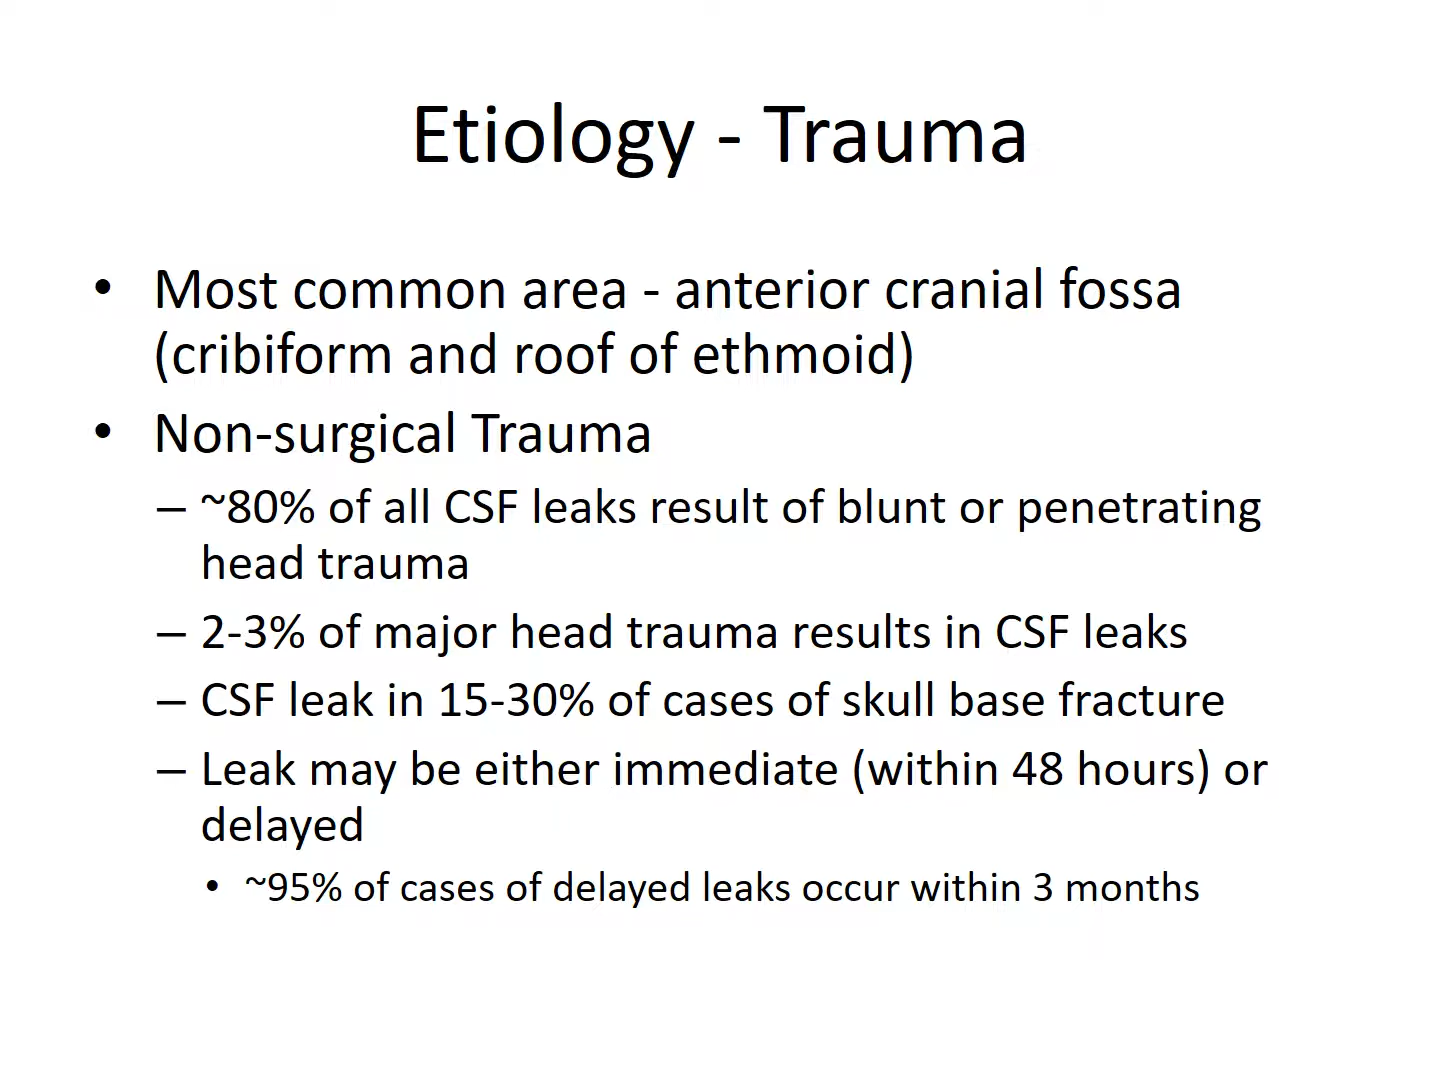 Etiology - Trauma
• Most common area - anterior cranial fossa
(cribiform and roof of ethmoid)
• Non-surgical Trauma
– ~80% of all CSF leaks result of blunt or penetrating
head trauma
– 2-3% of major head trauma results in CSF leaks
– CSF leak in 15-30% of cases of skull base fracture
– Leak may be either immediate (within 48 hours) or
delayed
• ~95% of cases of delayed leaks occur within 3 months